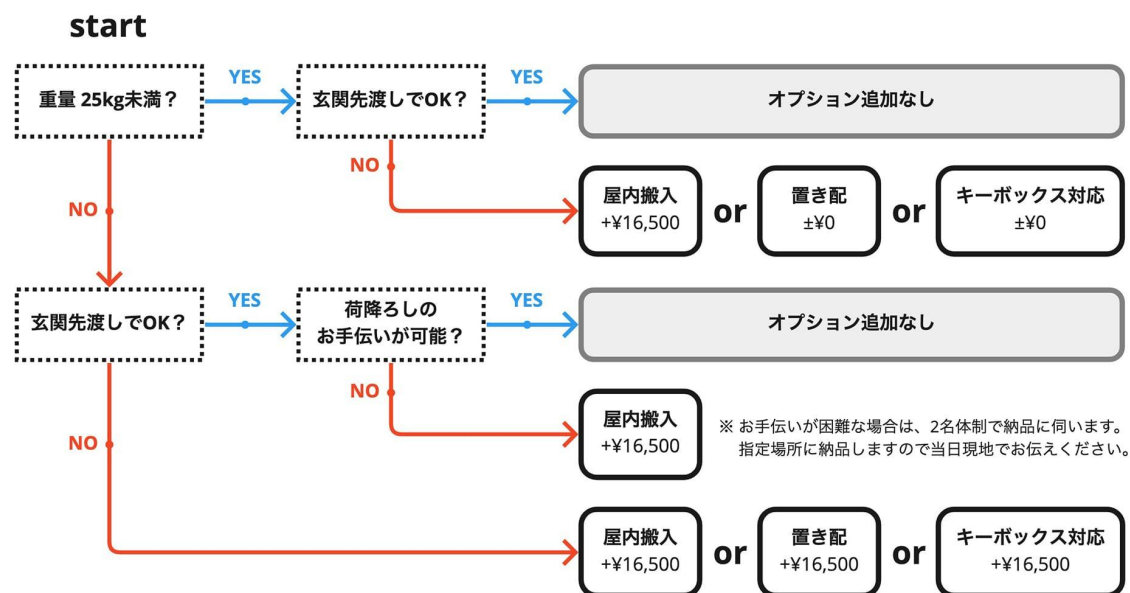 start
重量 25kg未満？
YES
玄関先渡しでOK？
YES
オプション追加なし
NO
屋内搬入
+¥16,500
or
置き配
±¥0
or
キーボックス対応
±¥0
NO
玄関先渡しでOK？
YES
荷降ろしの
お手伝いが可能？
YES
オプション追加なし
NO
屋内搬入
+¥16,500
※ お手伝いが困難な場合は、2名体制で納品に伺います。
指定場所に納品しますので当日現地でお伝えください。
NO
屋内搬入
+¥16,500
or
置き配
+¥16,500
or
キーボックス対応
+¥16,500